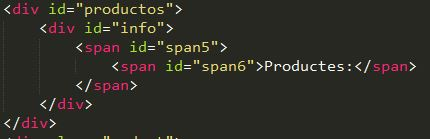 <div id="productos">
<div id="info">
<span id="span5">
<span id="span6">Productes:</span>
</span>
</div>
</div>